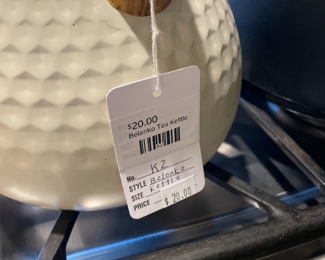 $20.00
Belanko Tea Kettle
No. K2
STYLE Belanko
SIZE KETTLE
PRICE — $20.00